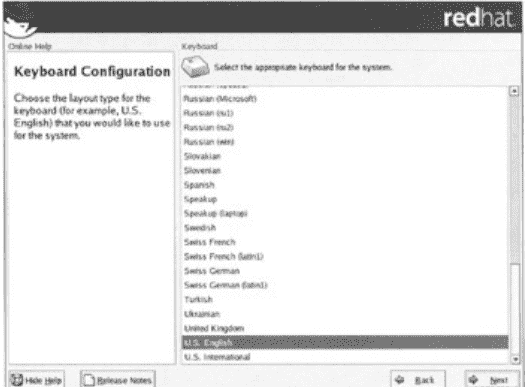 redhat
Online Help
Keyboard Configuration
Choose the layout type for the
keyboard (for example, U.S.
English) that you would like to use
for the system.
Keyboard
Select the appropriate keyboard for the system.
Russian (Microsoft)
Russian (ru1)
Russian (ru2)
Russian (win)
Slovakian
Slovenian
Spanish
Speakup
Speakup (laptop)
Swedish
Swiss French
Swiss French (latin1)
Swiss German
Swiss German (latin1)
Turkish
Ukrainian
United Kingdom
U.S. English
U.S. International
Hide Help
Release Notes
Back
Next